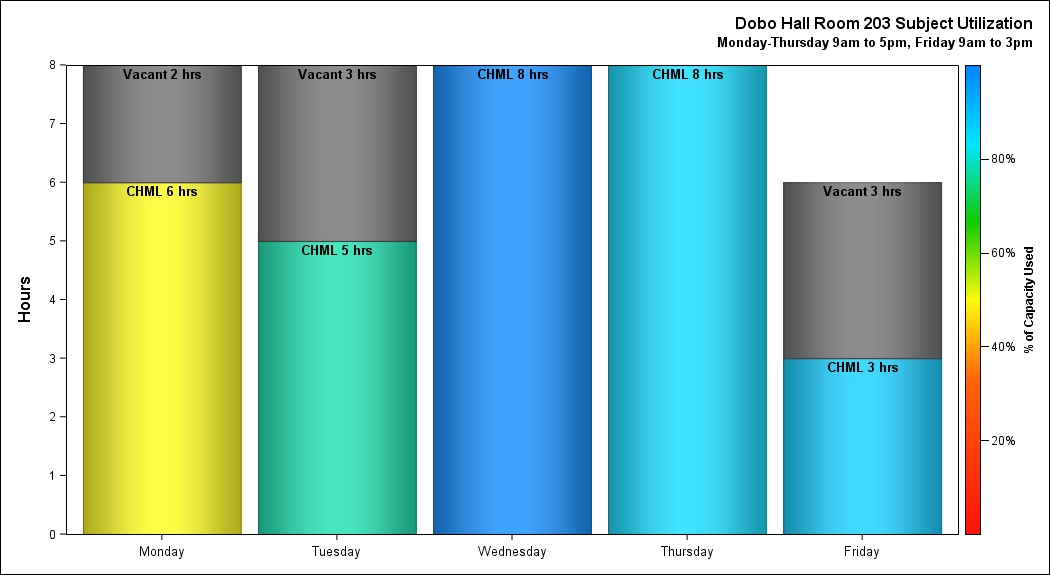 Dobo Hall Room 203 Subject Utilization
Monday-Thursday 9am to 5pm, Friday 9am to 3pm
8
7
6
5
4
3
2
1
0
Hours
Vacant 2 hrs
CHML 6 hrs
Vacant 3 hrs
CHML 5 hrs
CHML 8 hrs
CHML 8 hrs
Vacant 3 hrs
CHML 3 hrs
Monday
Tuesday
Wednesday
Thursday
Friday
80%
60%
40%
20%
% of Capacity Used